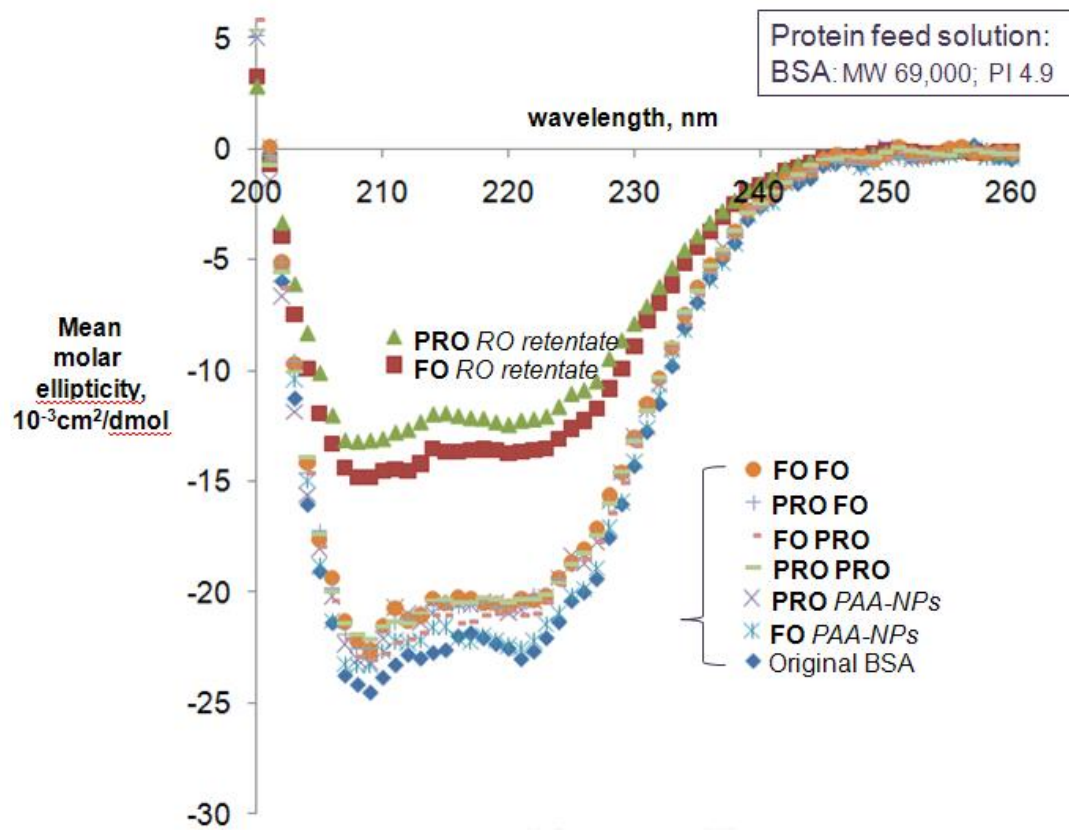 Protein feed solution:
BSA: MW 69,000; PI 4.9
wavelength, nm
5
0
-5
-10
-15
-20
-25
-30
200 210 220 230 240 250 260
Mean
molar
ellipticity,
10-3cm2/dmol
PRO RO retentate
FO RO retentate
FO FO
PRO FO
FO PRO
PRO PRO
PRO PAA-NPs
FO PAA-NPs
Original BSA